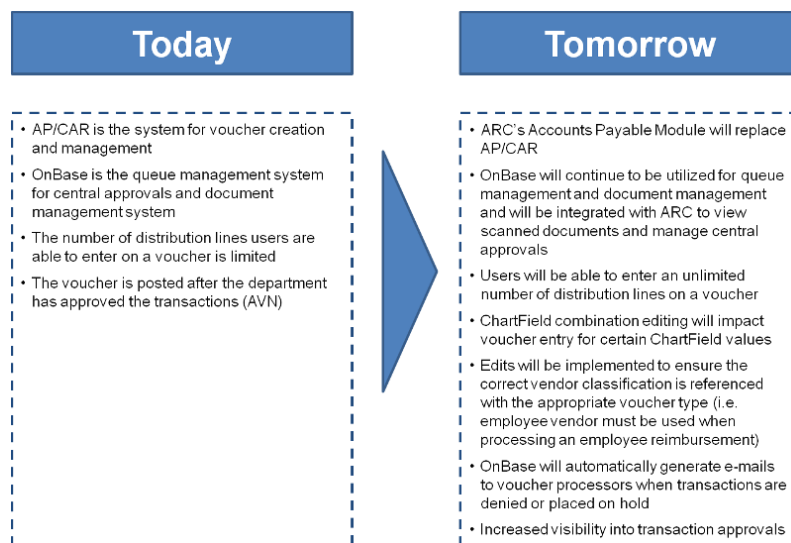 Today
• AP/CAR is the system for voucher creation
and management
• OnBase is the queue management system
for central approvals and document
management system
• The number of distribution lines users are
able to enter on a voucher is limited
• The voucher is posted after the department
has approved the transactions (AVN)
Tomorrow
• ARC's Accounts Payable Module will replace
AP/CAR
• OnBase will continue to be utilized for queue
management and document management
and will be integrated with ARC to view
scanned documents and manage central
approvals
• Users will be able to enter an unlimited
number of distribution lines on a voucher
• ChartField combination editing will impact
voucher entry for certain ChartField values
• Edits will be implemented to ensure the
correct vendor classification is referenced
with the appropriate voucher type (i.e.
employee vendor must be used when
processing an employee reimbursement)
• OnBase will automatically generate e-mails
to voucher processors when transactions are
denied or placed on hold
• Increased visibility into transaction approvals